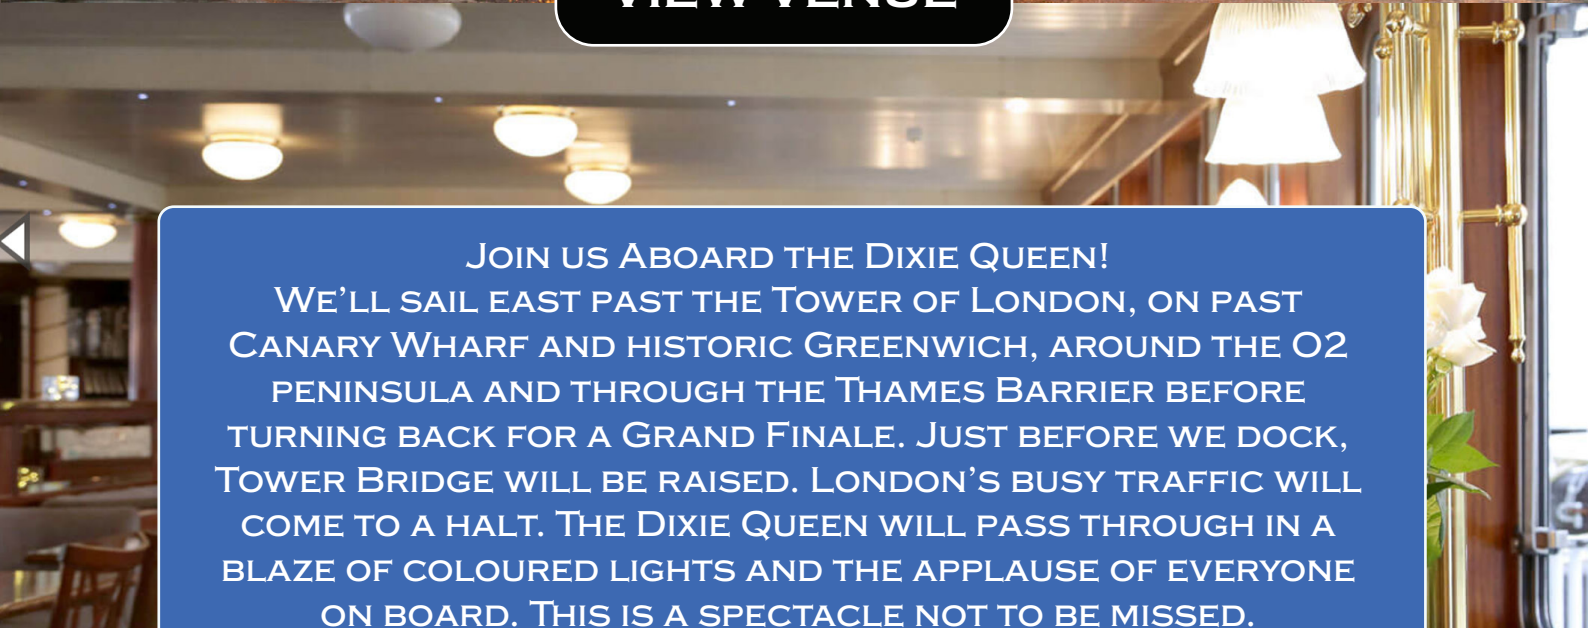 VIEW VENUE
Join us Aboard the Dixie Queen!
We'll sail east past the Tower of London, on past
Canary Wharf and historic Greenwich, around the O2
peninsula and through the Thames Barrier before
turning back for a Grand Finale. Just before we dock,
Tower Bridge will be raised. London's busy traffic will
come to a halt. The Dixie Queen will pass through in a
blaze of coloured lights and the applause of everyone
on board. This is a spectacle not to be missed.